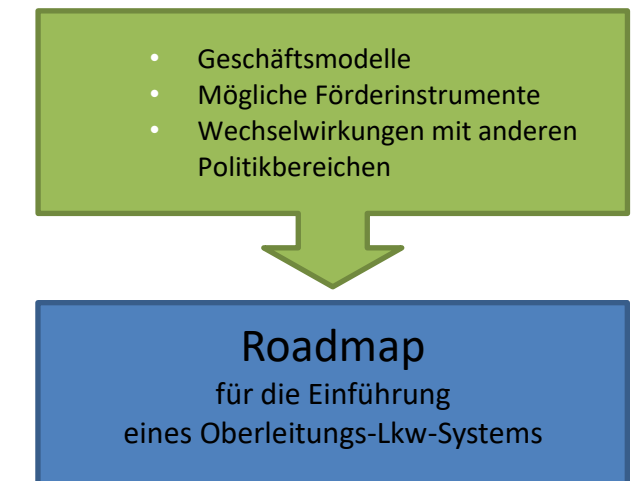 • Geschäftsmodelle
• Mögliche Förderinstrumente
• Wechselwirkungen mit anderen
Politikbereichen
Roadmap
für die Einführung
eines Oberleitungs-Lkw-Systems